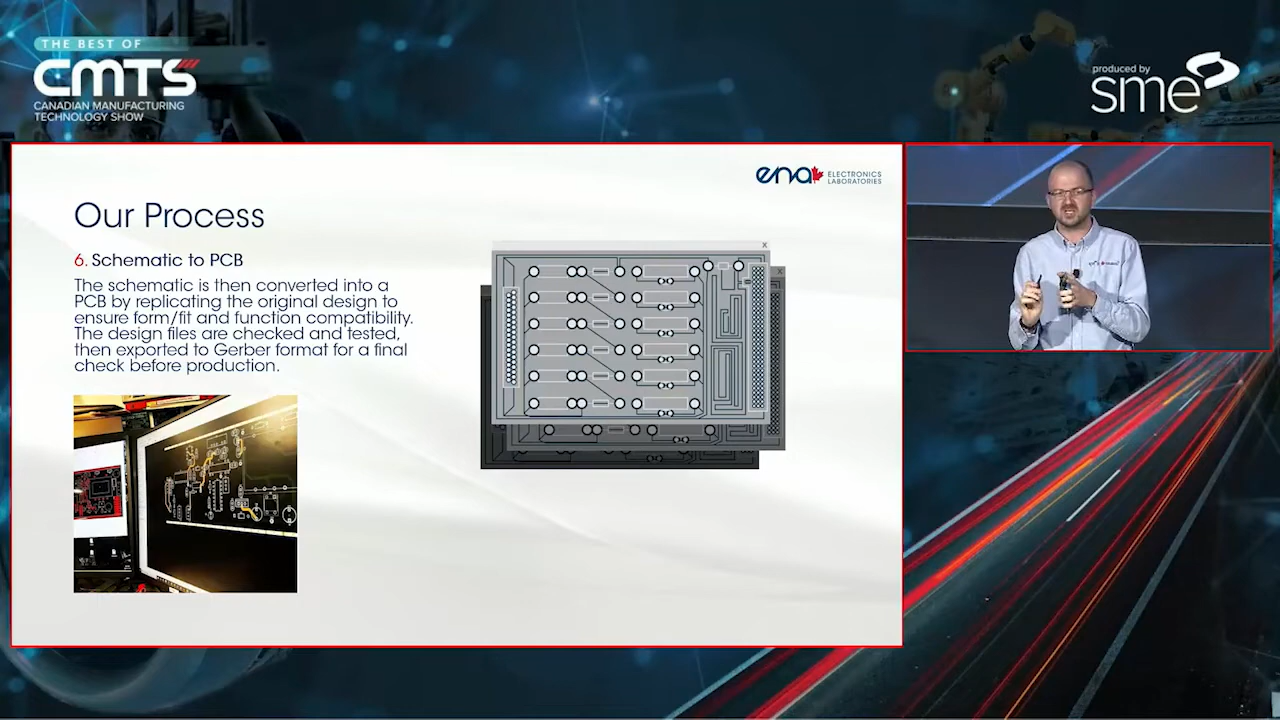 THE BEST OF
CMTS
CANADIAN MANUFACTURING
TECHNOLOGY SHOW
produced by
sme
ena ELECTRONICS
LABORATORIES
Our Process
6. Schematic to PCB
The schematic is then converted into a
PCB by replicating the original design to
ensure form/fit and function compatibility.
The design files are checked and tested,
then exported to Gerber format for a final
check before production.
X
X